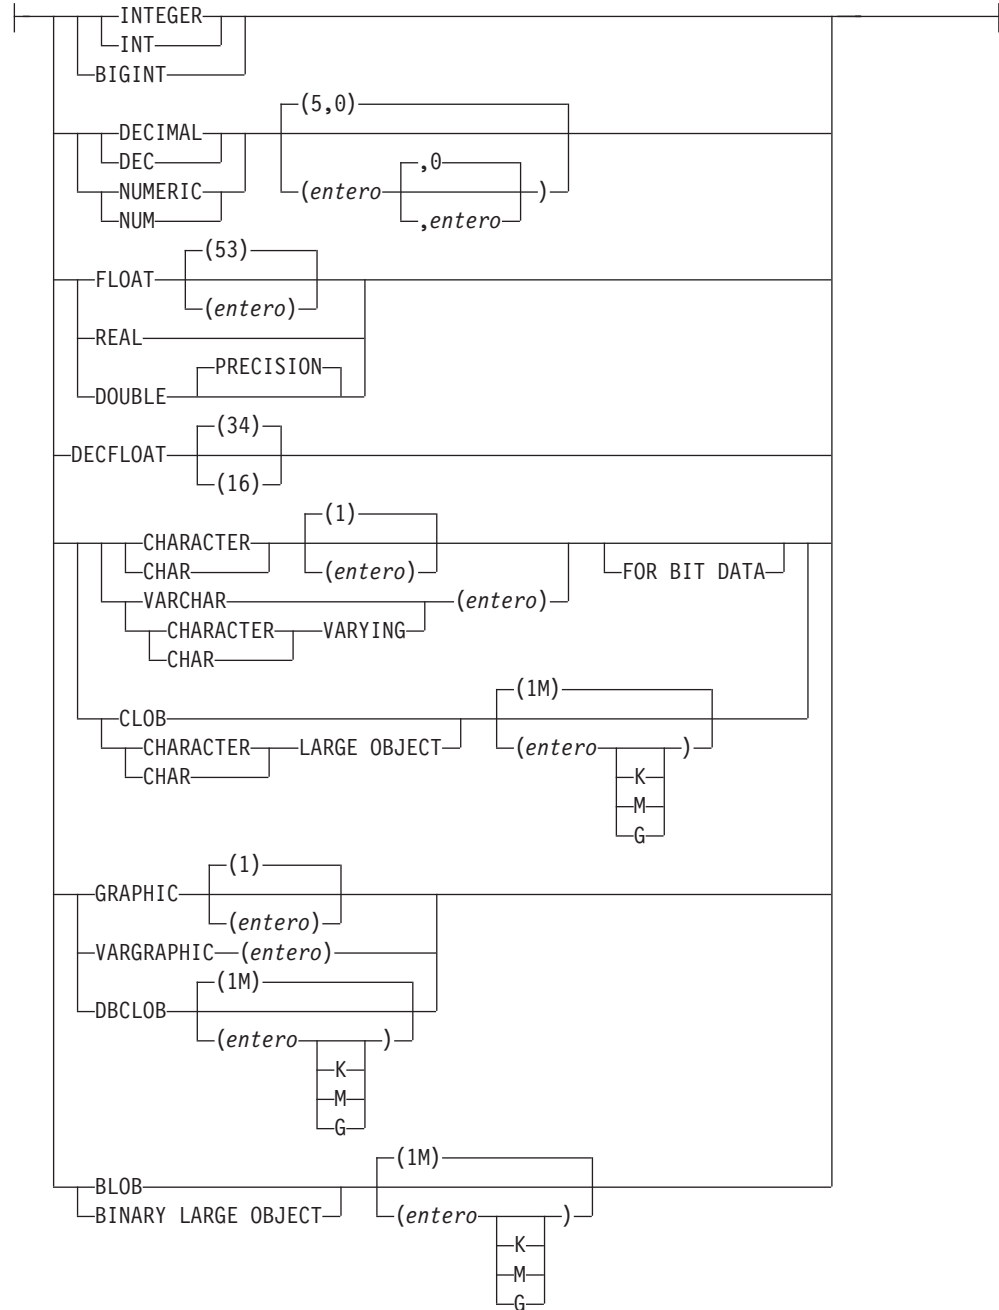 INTEGER
INT
BIGINT
(5,0)
DECIMAL
DEC ,0
NUMERIC (entero )
NUM ,entero
(53)
FLOAT
(entero)
REAL
PRECISION
DOUBLE
(34)
DECFLOAT
(16)
(1)
CHARACTER
CHAR (entero) FOR BIT DATA
VARCHAR (entero)
CHARACTER VARYING
CHAR
(1M)
CLOB
CHARACTER LARGE OBJECT (entero )
CHAR K
M
G
(1)
GRAPHIC
(entero)
VARGRAPHIC (entero)
(1M)
DBCLOB
(entero )
K
M
G
(1M)
BLOB
BINARY LARGE OBJECT (entero )
K
M
G